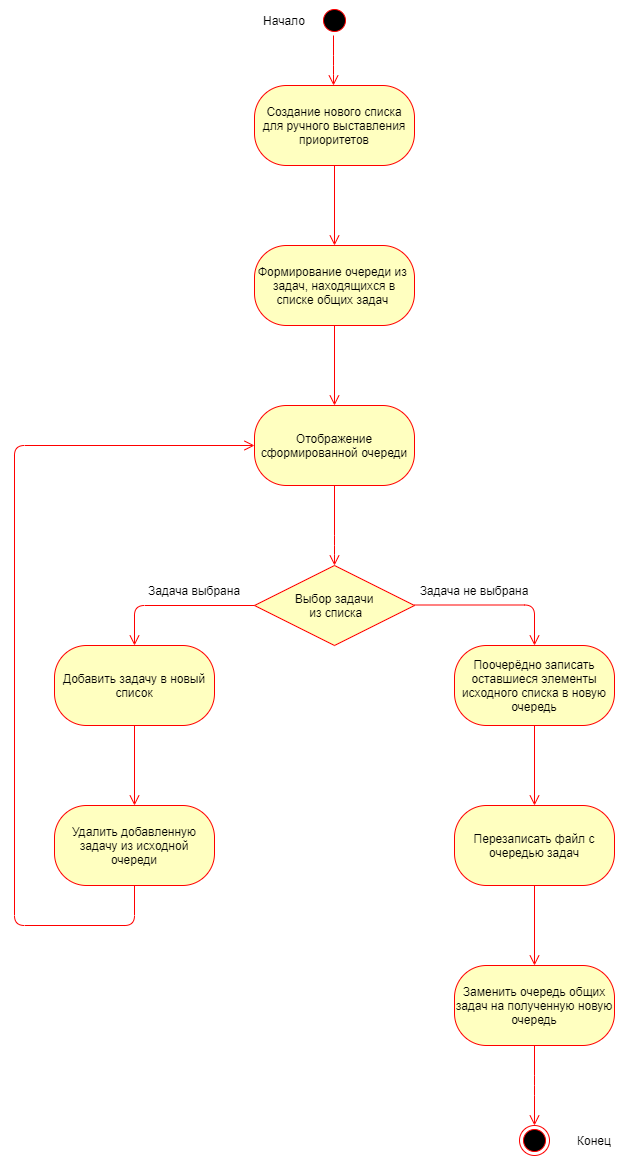 Начало
Создание нового списка
для ручного выставления
приоритетов
Формирование очереди из
задач, находящихся в
списке общих задач
Отображение
сформированной очереди
Выбор задачи
из списка
Задача выбрана
Задача не выбрана
Добавить задачу в новый
список
Удалить добавленную
задачу из исходной
очереди
Поочерёдно записать
оставшиеся элементы
исходного списка в новую
очередь
Перезаписать файл с
очередью задач
Заменить очередь общих
задач на полученную новую
очередь
Конец